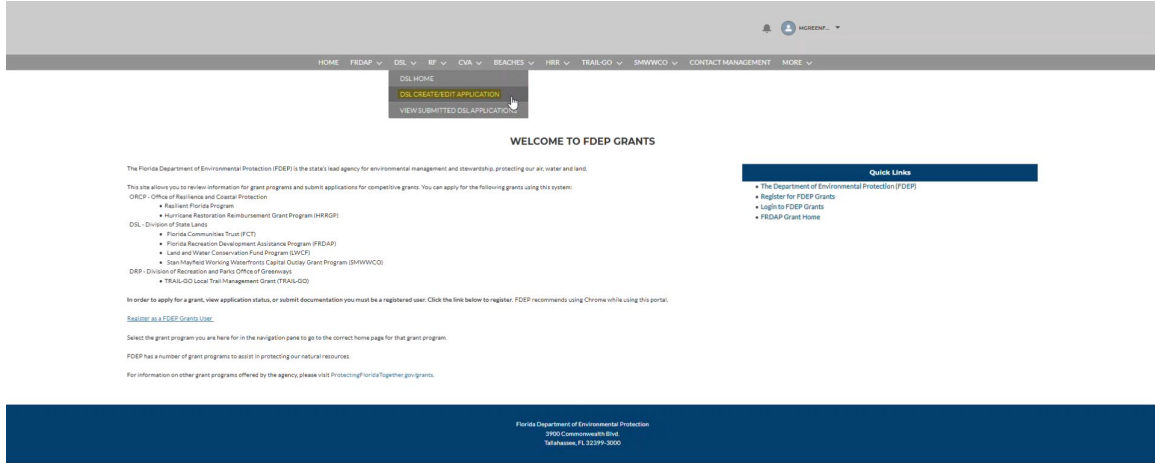 MGREENF...
HOME FRDAP DSL RF CVA BEACHES HRR TRAIL-GO SMWWCO CONTACT MANAGEMENT MORE
DSL HOME
DSL CREATE/EDIT APPLICATION
VIEW SUBMITTED DSL APPLICATIONS
WELCOME TO FDEP GRANTS
The Florida Department of Environmental Protection (FDEP) is the state's lead agency for environmental management and stewardship, protecting our air, water and land.
This site allows you to review information for grant programs and submit applications for competitive grants. You can apply for the following grants using this system:
ORCP - Office of Resilience and Coastal Protection
• Resilient Florida Program
• Hurricane Restoration Reimbursement Grant Program (HRRGP)
DSL - Division of State Lands
• Florida Communities Trust (FCT)
• Florida Recreation Development Assistance Program (FRDAP)
• Land and Water Conservation Fund Program (LWCF)
• Stan Mayfield Working Waterfronts Capital Outlay Grant Program (SMWWCO)
DRP - Division of Recreation and Parks Office of Greenways
• TRAIL-GO Local Trail Management Grant (TRAIL-GO)
In order to apply for a grant, view application status, or submit documentation you must be a registered user. Click the link below to register. FDEP recommends using Chrome while using this portal.
Register as a FDEP Grants User
Select the grant program you are here for in the navigation pane to go to the correct home page for that grant program.
FDEP has a number of grant programs to assist in protecting our natural resources.
For information on other grant programs offered by the agency, please visit ProtectingFloridaTogether.gov/grants.
Quick Links
• The Department of Environmental Protection (FDEP)
• Register for FDEP Grants
• Login to FDEP Grants
• FRDAP Grant Home
Florida Department of Environmental Protection
3900 Commonwealth Blvd.
Tallahassee, FL 32399-3000